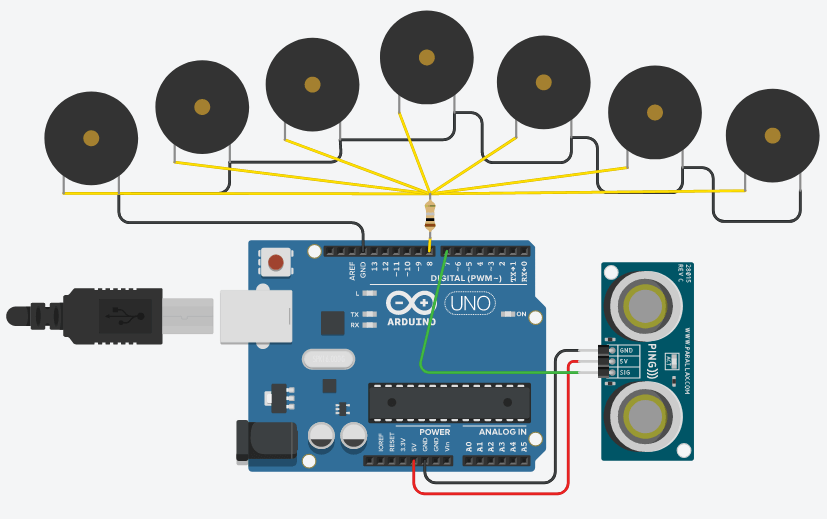 AREF
GND
13
12
~11
~10
~9
8
7
~6
~5
~4
~3
2
TX→1
RX←0
DIGITAL (PWM~)
L
TX
RX
ARDUINO
UNO
ON
POWER
ANALOG IN
IOREF
RESET
3.3V
5V
GND
GND
Vin
A0
A1
A2
A3
A4
A5
28015
REV C
PING)))
WWW.PARALLAX.COM
GND
5V
SIG